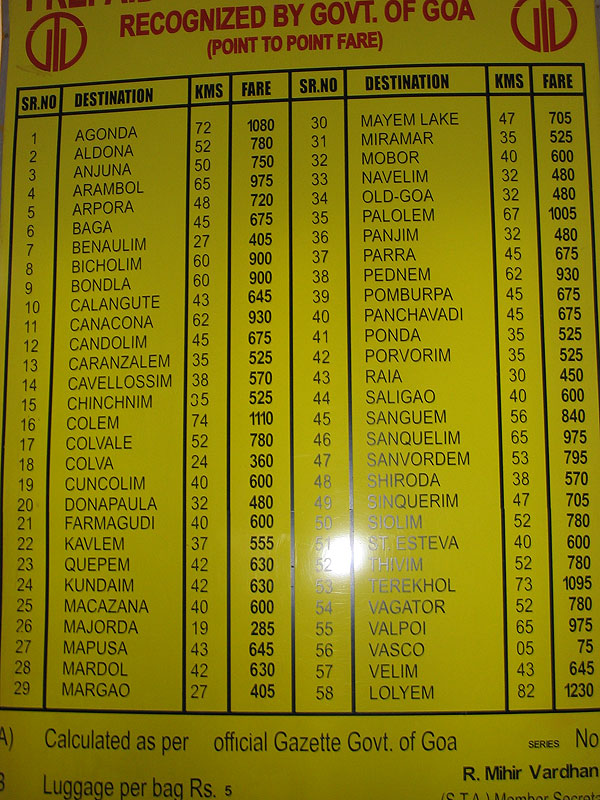 RECOGNIZED BY GOVT. OF GOA
(POINT TO POINT FARE)
SR.NO DESTINATION KMS FARE SR.NO DESTINATION KMS FARE
1 AGONDA 72 1080 30 MAYEM LAKE 47 705
2 ALDONA 52 780 31 MIRAMAR 35 525
3 ANJUNA 50 750 32 MOBOR 40 600
4 ARAMBOL 65 975 33 NAVELIM 32 480
5 ARPORA 48 720 34 OLD-GOA 32 480
6 BAGA 45 675 35 PALOLEM 67 1005
7 BENAULIM 27 405 36 PANJIM 32 480
8 BICHOLIM 60 900 37 PARRA 45 675
9 BONDLA 60 900 38 PEDNEM 62 930
10 CALANGUTE 43 645 39 POMBURPA 45 675
11 CANACONA 62 930 40 PANCHAVADI 45 675
12 CANDOLIM 45 675 41 PONDA 35 525
13 CARANZALEM 35 525 42 PORVORIM 35 525
14 CAVELLOSSIM 38 570 43 RAIA 30 450
15 CHINCHNIM 35 525 44 SALIGAO 40 600
16 COLEM 74 1110 45 SANGUEM 56 840
17 COLVALE 52 780 46 SANQUELIM 65 975
18 COLVA 24 360 47 SANVORDEM 53 795
19 CUNCOLIM 40 600 48 SHIRODA 38 570
20 DONAPAULA 32 480 49 SINQUERIM 47 705
21 FARMAGUDI 40 600 50 SIOLIM 52 780
22 KAVLEM 37 555 51 ST. ESTEVA 40 600
23 QUEPEM 42 630 52 THIVIM 52 780
24 KUNDAIM 42 630 53 TEREKHOL 73 1095
25 MACAZANA 40 600 54 VAGATOR 52 780
26 MAJORDA 19 285 55 VALPOI 65 975
27 MAPUSA 43 645 56 VASCO 05 75
28 MARDOL 42 630 57 VELIM 43 645
29 MARGAO 27 405 58 LOLYEM 82 1230
A) Calculated as per official Gazette Govt. of Goa SERIES No
B Luggage per bag Rs. 5 R. Mihir Vardhan
(S.T.A.) Member